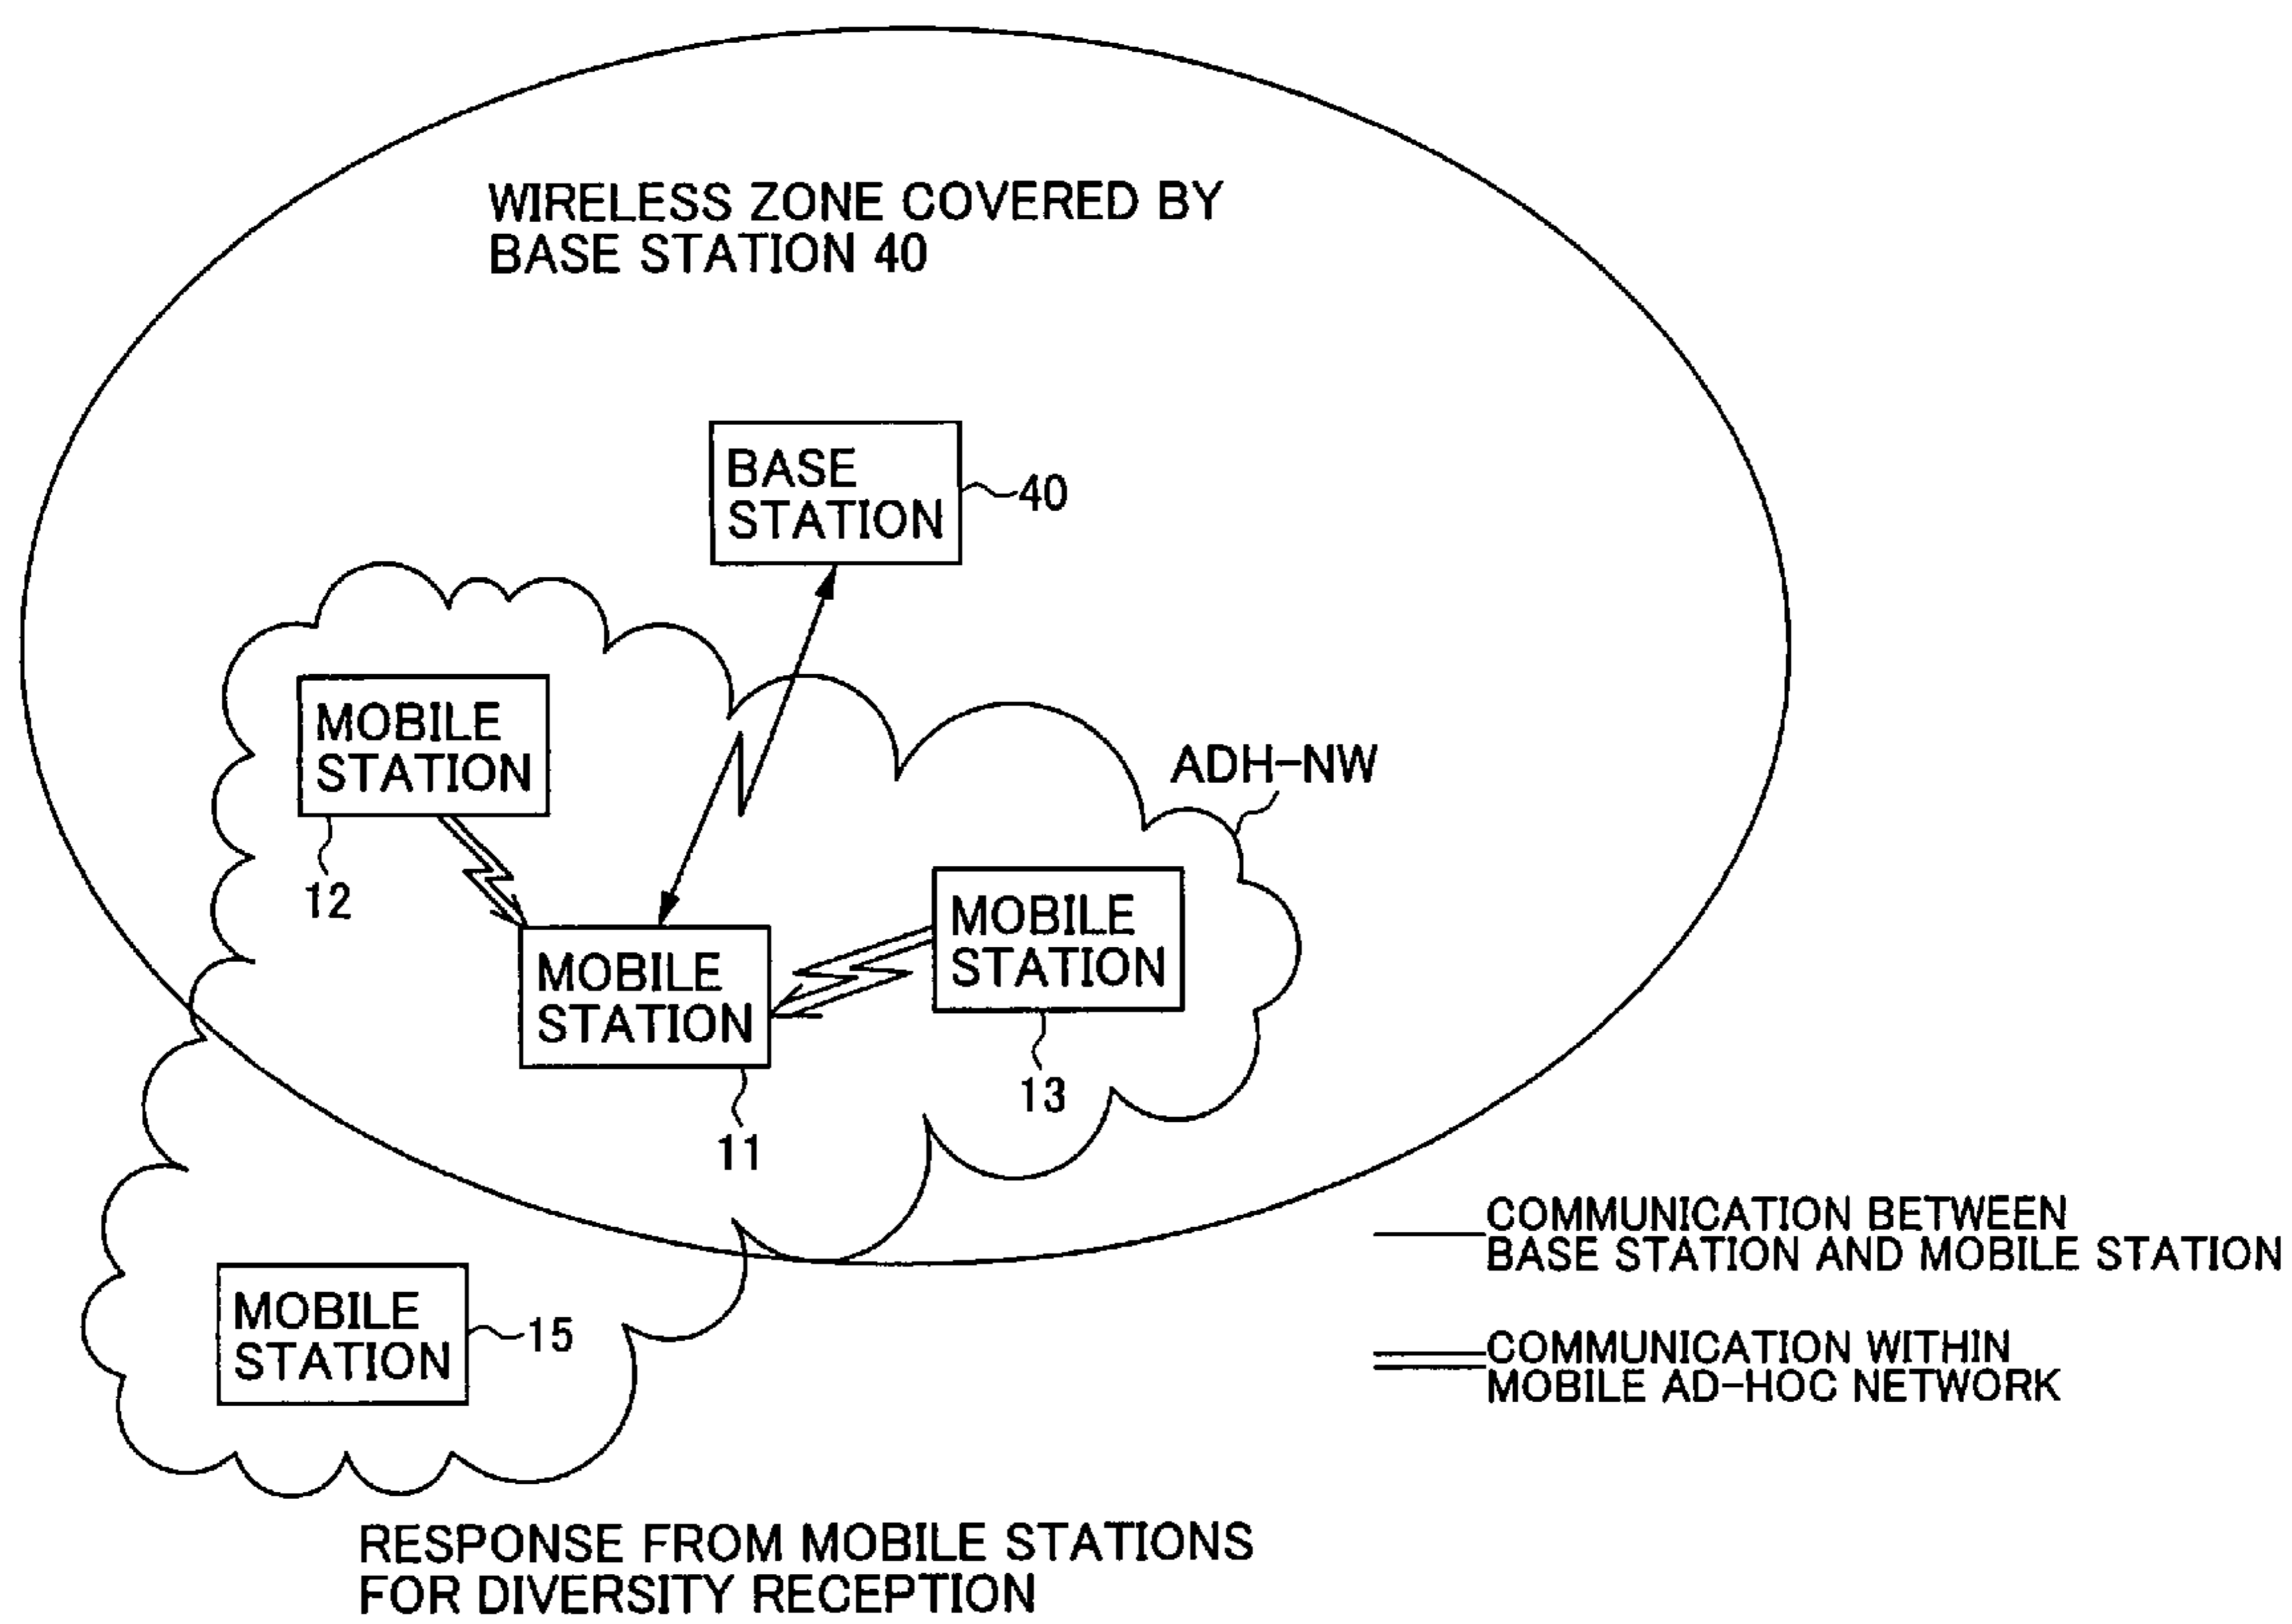 WIRELESS ZONE COVERED BY
BASE STATION 40
BASE
STATION
40
MOBILE
STATION
12
ADH-NW
MOBILE
STATION
13
MOBILE
STATION
11
MOBILE
STATION
15
COMMUNICATION BETWEEN
BASE STATION AND MOBILE STATION
COMMUNICATION WITHIN
MOBILE AD-HOC NETWORK
RESPONSE FROM MOBILE STATIONS
FOR DIVERSITY RECEPTION